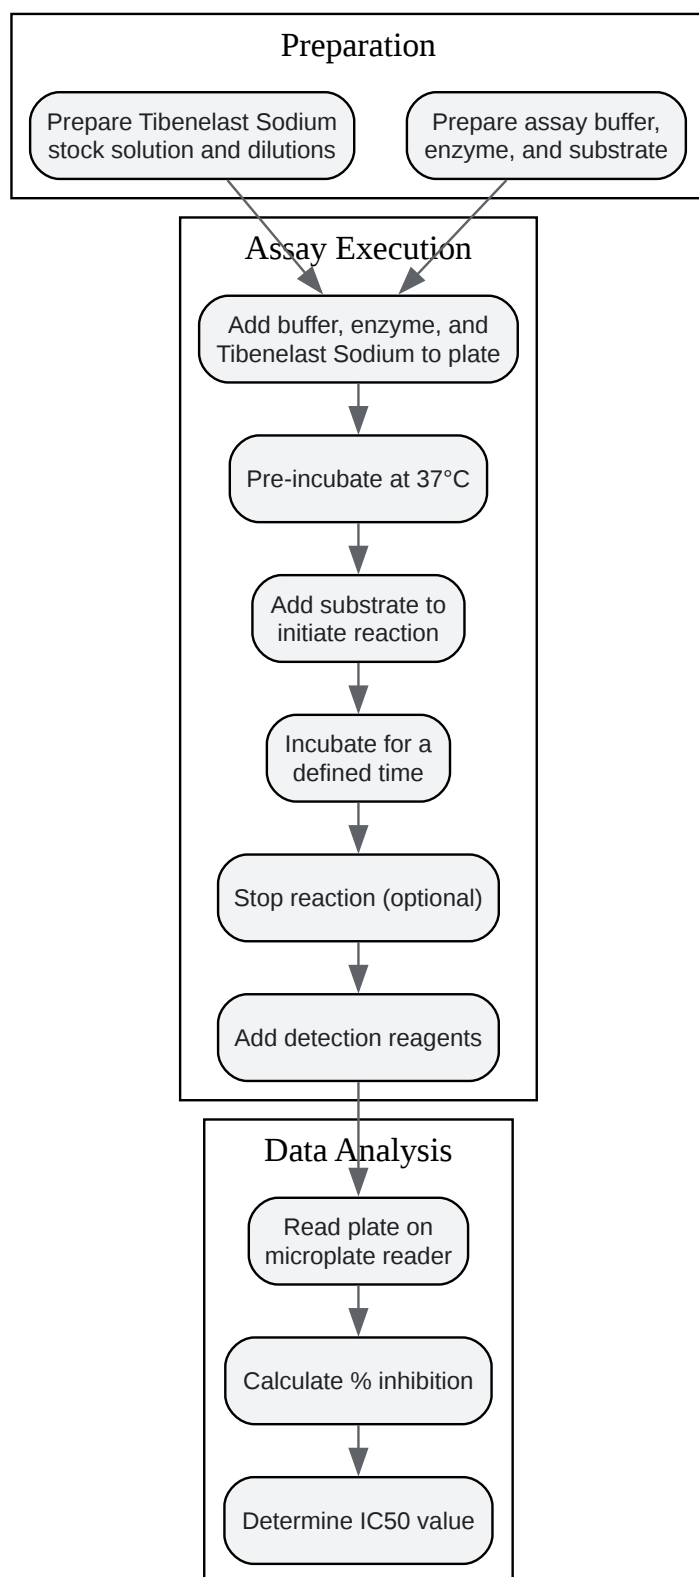 Preparation
Prepare Tibenelast Sodium
stock solution and dilutions
Prepare assay buffer,
enzyme, and substrate
Assay Execution
Add buffer, enzyme, and
Tibenelast Sodium to plate
Pre-incubate at 37°C
Add substrate to
initiate reaction
Incubate for a
defined time
Stop reaction (optional)
Add detection reagents
Data Analysis
Read plate on
microplate reader
Calculate % inhibition
Determine IC50 value